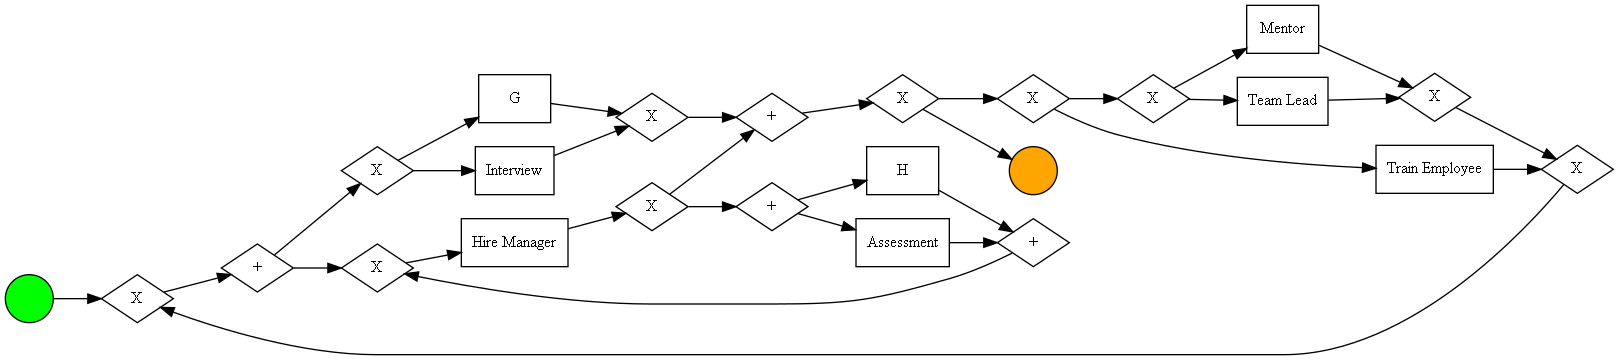 Mentor
G
X
X
X
X
Team Lead
X
X
+
X
Interview
H
Train Employee
X
X
+
Hire Manager
Assessment
+
+
X
X